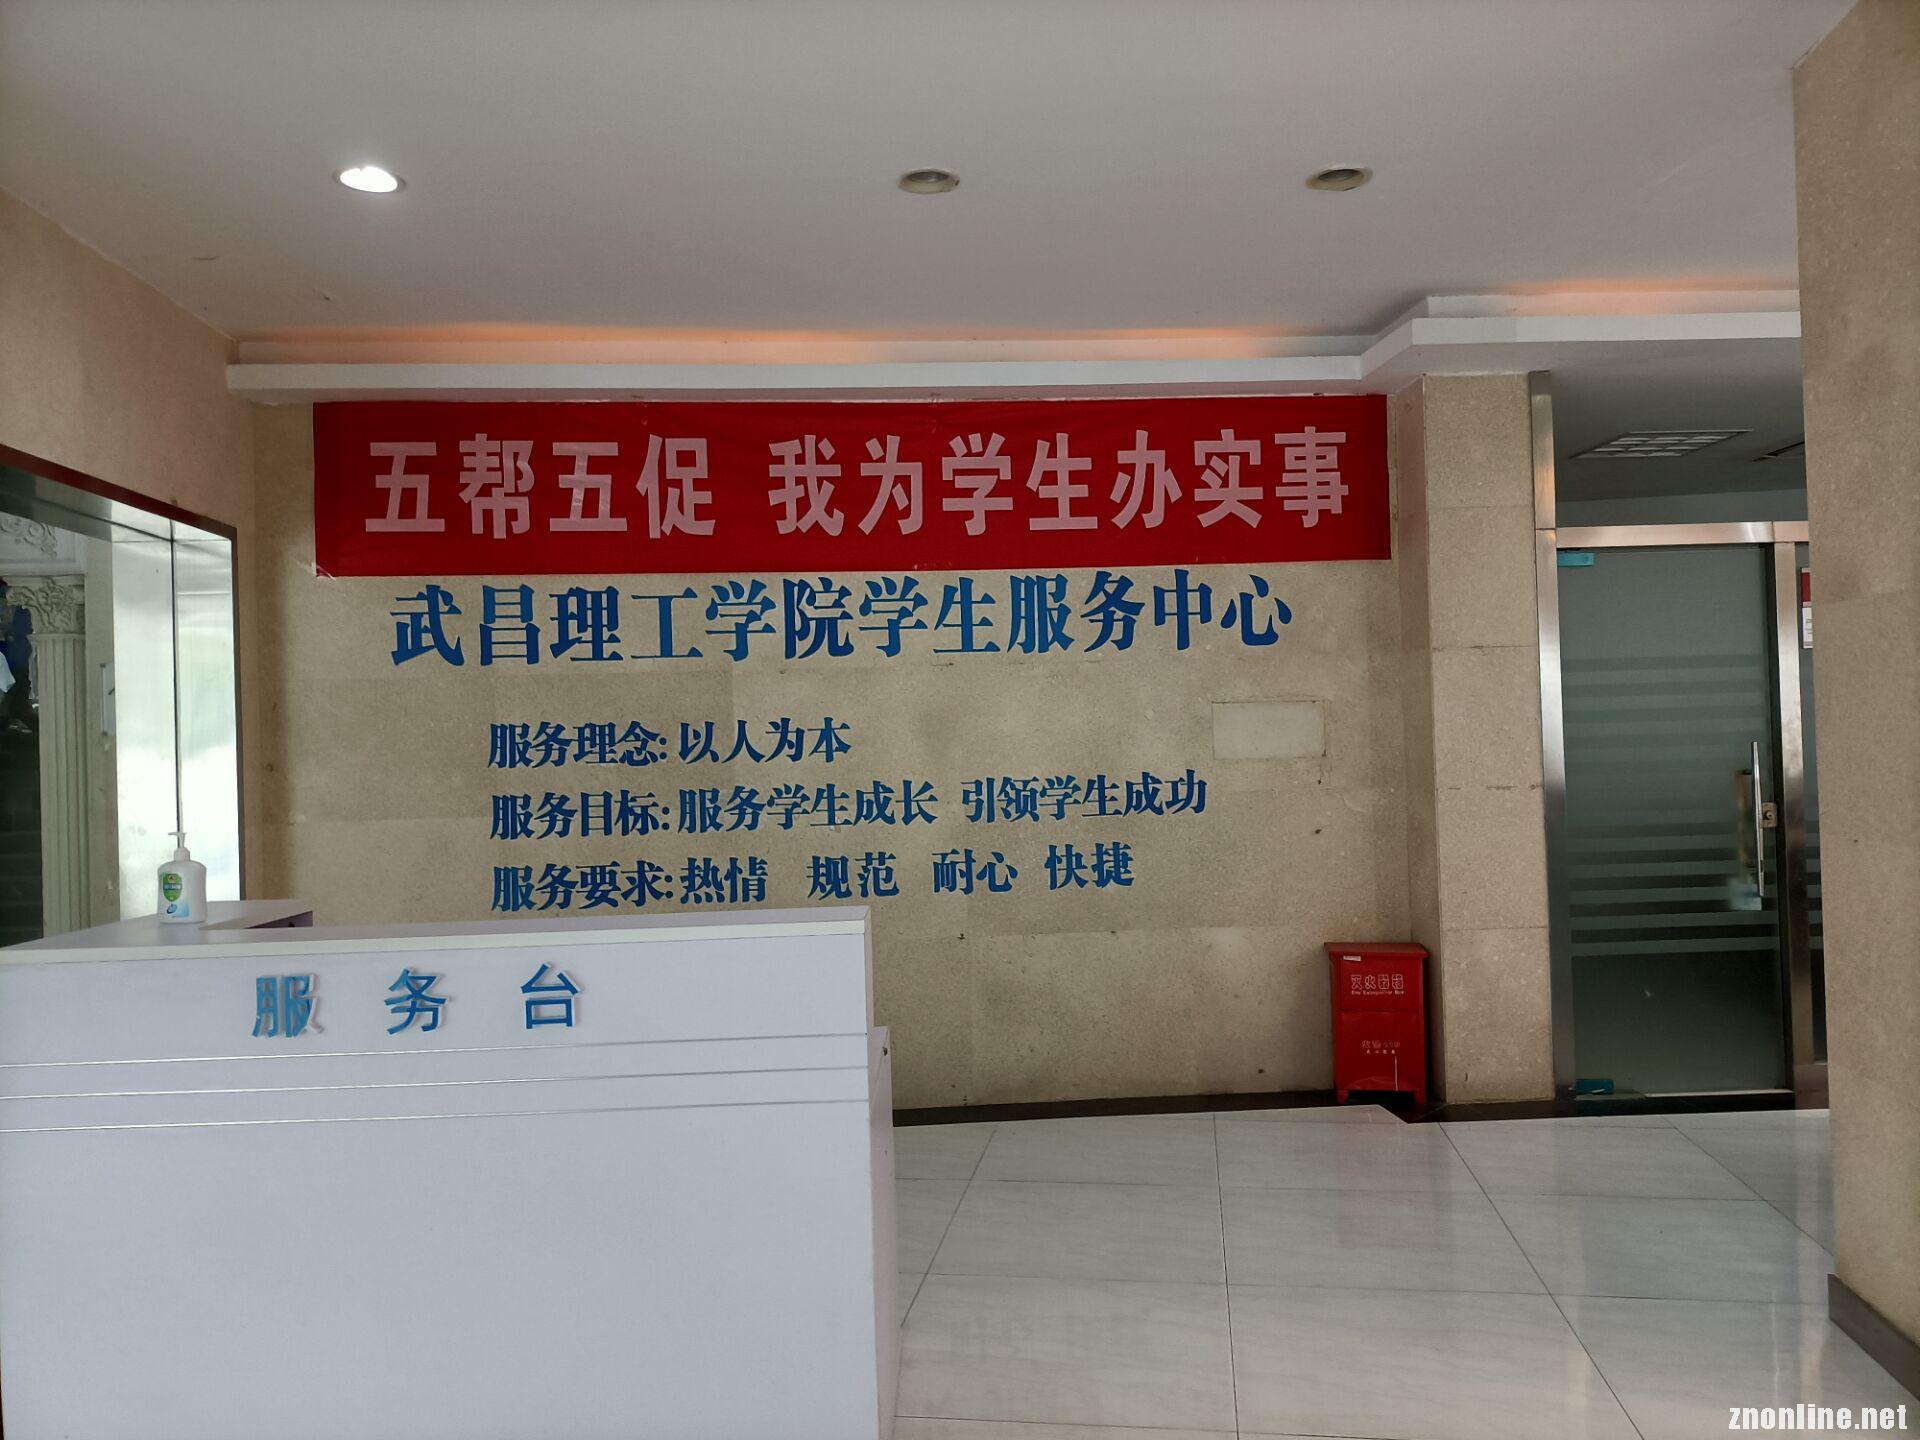 五帮五促 我为学生办实事
武昌理工学院学生服务中心
服务理念:以人为本
服务目标:服务学生成长 引领学生成功
服务要求:热情 规范 耐心 快捷
服务台
灭火器箱
Fire Extinguisher Box
znonline.net